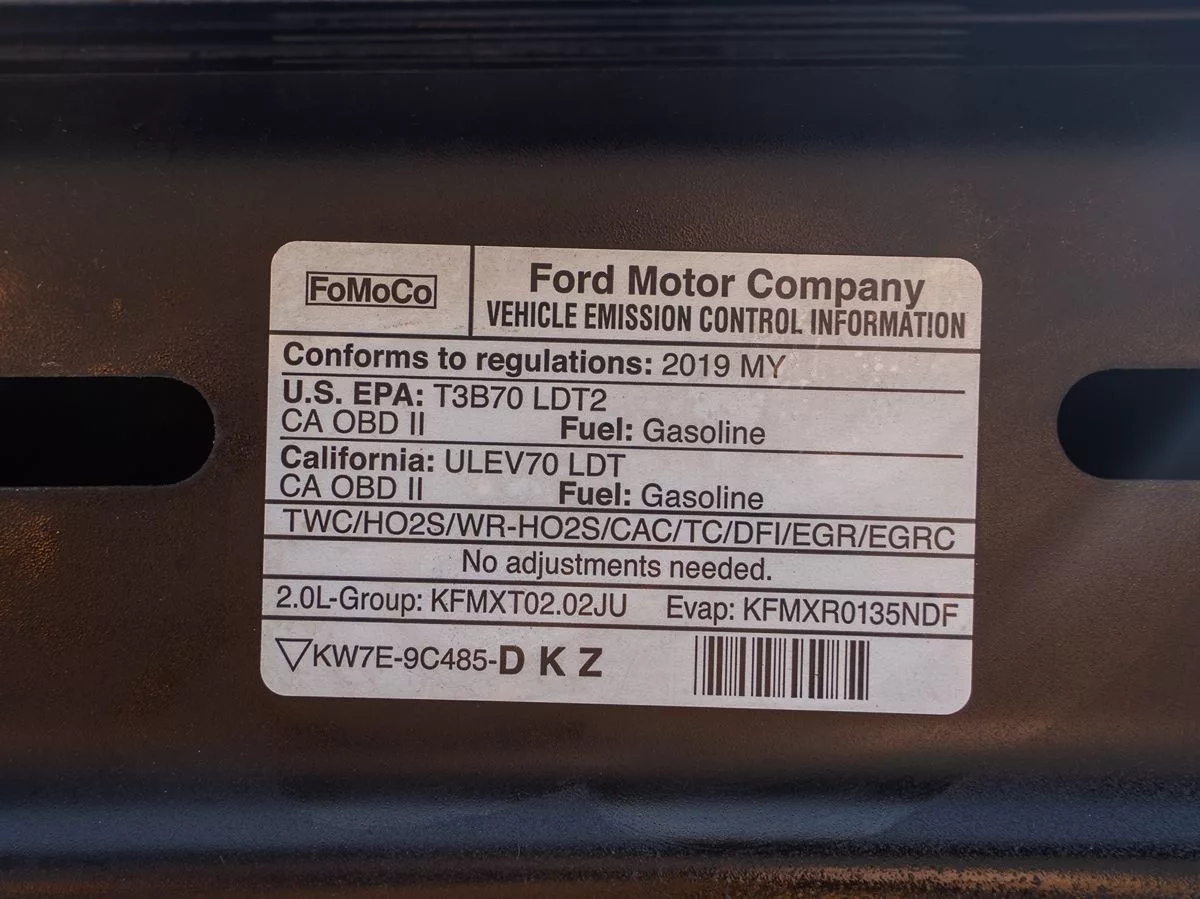 FoMoCo
Ford Motor Company
VEHICLE EMISSION CONTROL INFORMATION
Conforms to regulations: 2019 MY
U.S. EPA: T3B70 LDT2
CA OBD II Fuel: Gasoline
California: ULEV70 LDT
CA OBD II Fuel: Gasoline
TWC/HO2S/WR-HO2S/CAC/TC/DFI/EGR/EGRC
No adjustments needed.
2.0L-Group: KFMXT02.02JU Evap: KFMXR0135NDF
KW7E-9C485-D K Z